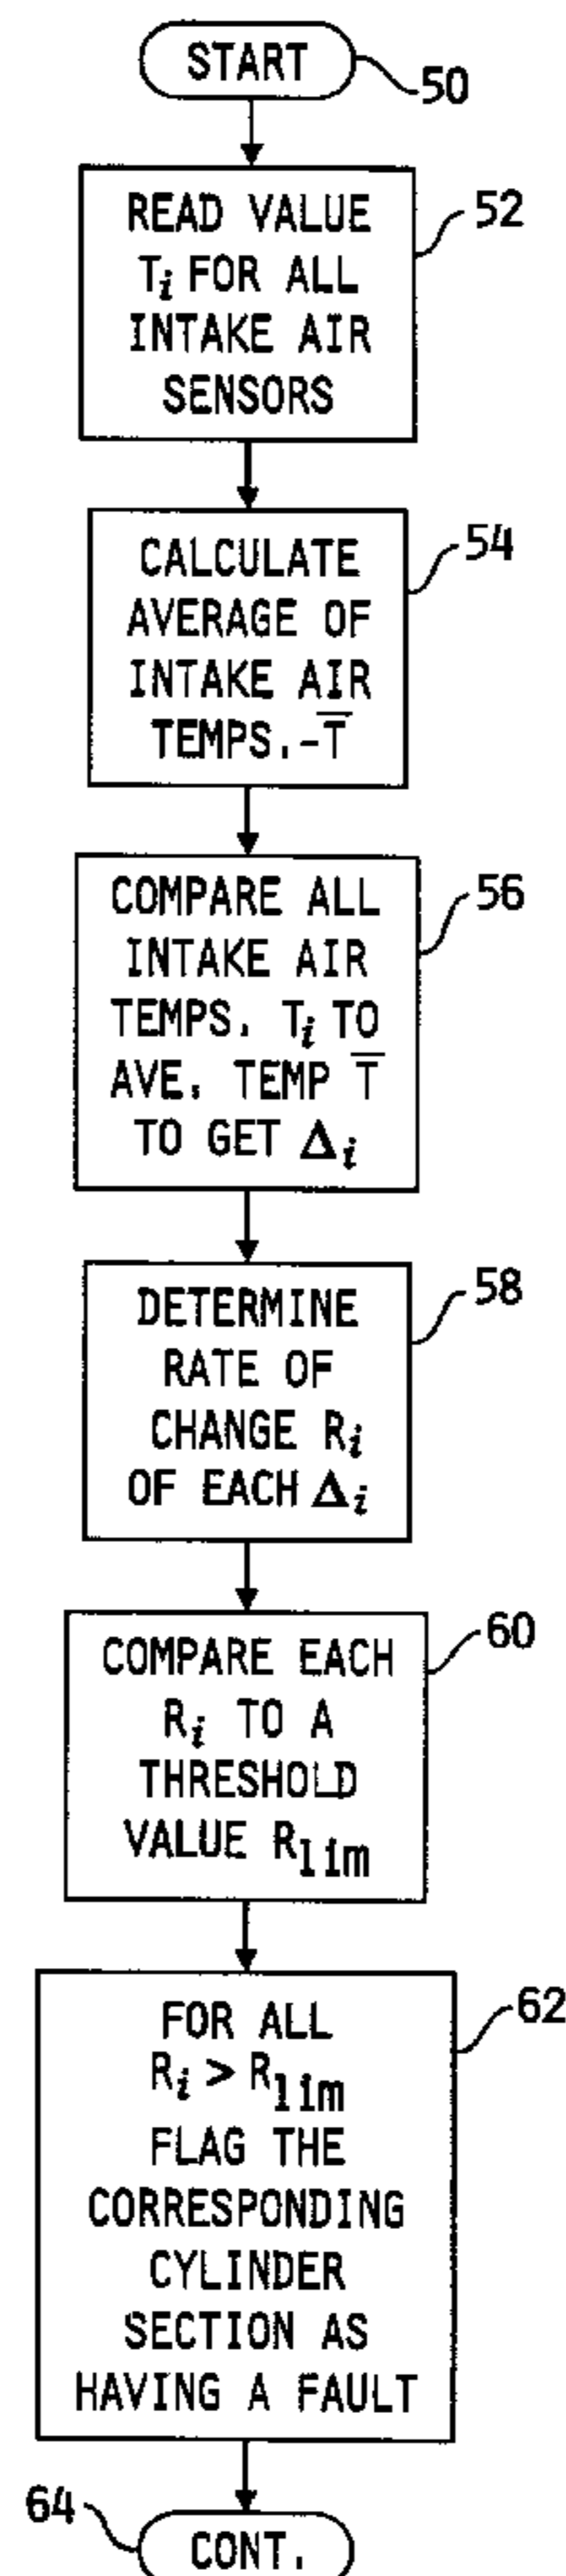 START
50
READ VALUE
Ti FOR ALL
INTAKE AIR
SENSORS
52
CALCULATE
AVERAGE OF
INTAKE AIR
TEMPS.-T̅
54
COMPARE ALL
INTAKE AIR
TEMPS. Ti TO
AVE. TEMP T̅
TO GET Δi
56
DETERMINE
RATE OF
CHANGE Ri
OF EACH Δi
58
COMPARE EACH
Ri TO A
THRESHOLD
VALUE Rlim
60
FOR ALL
Ri > Rlim
FLAG THE
CORRESPONDING
CYLINDER
SECTION AS
HAVING A FAULT
62
64
CONT.